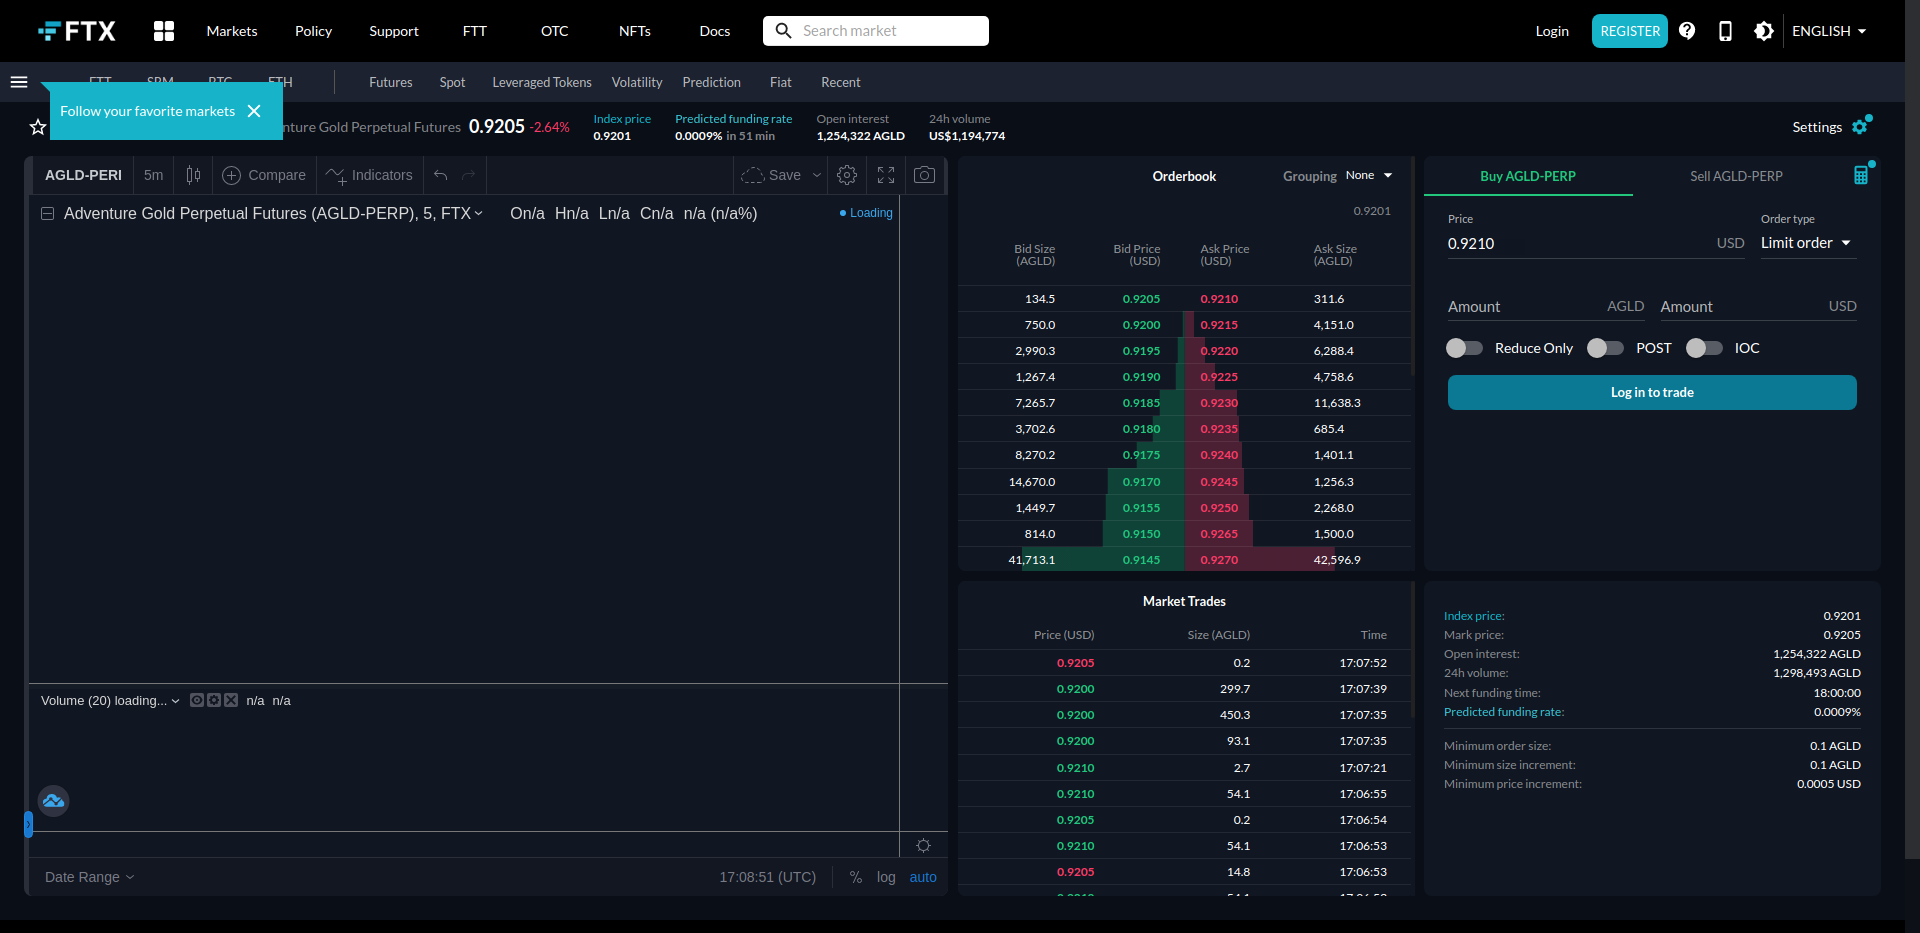 FTX Markets Policy Support FTT OTC NFTs Docs Search market Login REGISTER ENGLISH
FTT SRM BTC ETH Futures Spot Leveraged Tokens Volatility Prediction Fiat Recent
Follow your favorite markets
nture Gold Perpetual Futures 0.9205 -2.64%
Index price
0.9201
Predicted funding rate
0.0009% in 51 min
Open interest
1,254,322 AGLD
24h volume
US$1,194,774
Settings
AGLD-PERI 5m Compare Indicators Save
Adventure Gold Perpetual Futures (AGLD-PERP), 5, FTX On/a Hn/a Ln/a Cn/a n/a (n/a%) Loading
Volume (20) loading... n/a n/a
Date Range 17:08:51 (UTC) % log auto
Orderbook Grouping None
0.9201
Bid Size (AGLD) Bid Price (USD) Ask Price (USD) Ask Size (AGLD)
134.5 0.9205 0.9210 311.6
750.0 0.9200 0.9215 4,151.0
2,990.3 0.9195 0.9220 6,288.4
1,267.4 0.9190 0.9225 4,758.6
7,265.7 0.9185 0.9230 11,638.3
3,702.6 0.9180 0.9235 685.4
8,270.2 0.9175 0.9240 1,401.1
14,670.0 0.9170 0.9245 1,256.3
1,449.7 0.9155 0.9250 2,268.0
814.0 0.9150 0.9265 1,500.0
41,713.1 0.9145 0.9270 42,596.9
Market Trades
Price (USD) Size (AGLD) Time
0.9205 0.2 17:07:52
0.9200 299.7 17:07:39
0.9200 450.3 17:07:35
0.9200 93.1 17:07:35
0.9210 2.7 17:07:21
0.9210 54.1 17:06:55
0.9205 0.2 17:06:54
0.9210 54.1 17:06:53
0.9205 14.8 17:06:53
Buy AGLD-PERP Sell AGLD-PERP
Price Order type
0.9210 USD Limit order
Amount AGLD Amount USD
Reduce Only POST IOC
Log in to trade
Index price: 0.9201
Mark price: 0.9205
Open interest: 1,254,322 AGLD
24h volume: 1,298,493 AGLD
Next funding time: 18:00:00
Predicted funding rate: 0.0009%
Minimum order size: 0.1 AGLD
Minimum size increment: 0.1 AGLD
Minimum price increment: 0.0005 USD